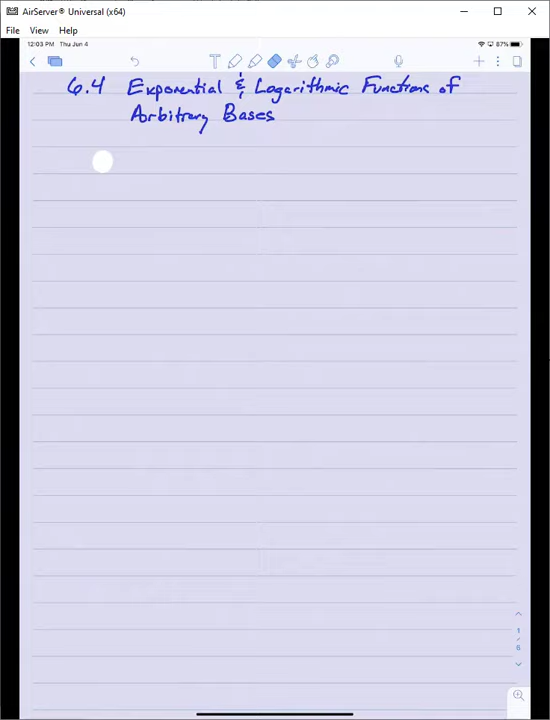 AirServer® Universal (x64)
File View Help
12:03 PM Thu Jun 4 87%
T
6.4 Exponential & Logarithmic Functions of
Arbitrary Bases
1
/
6